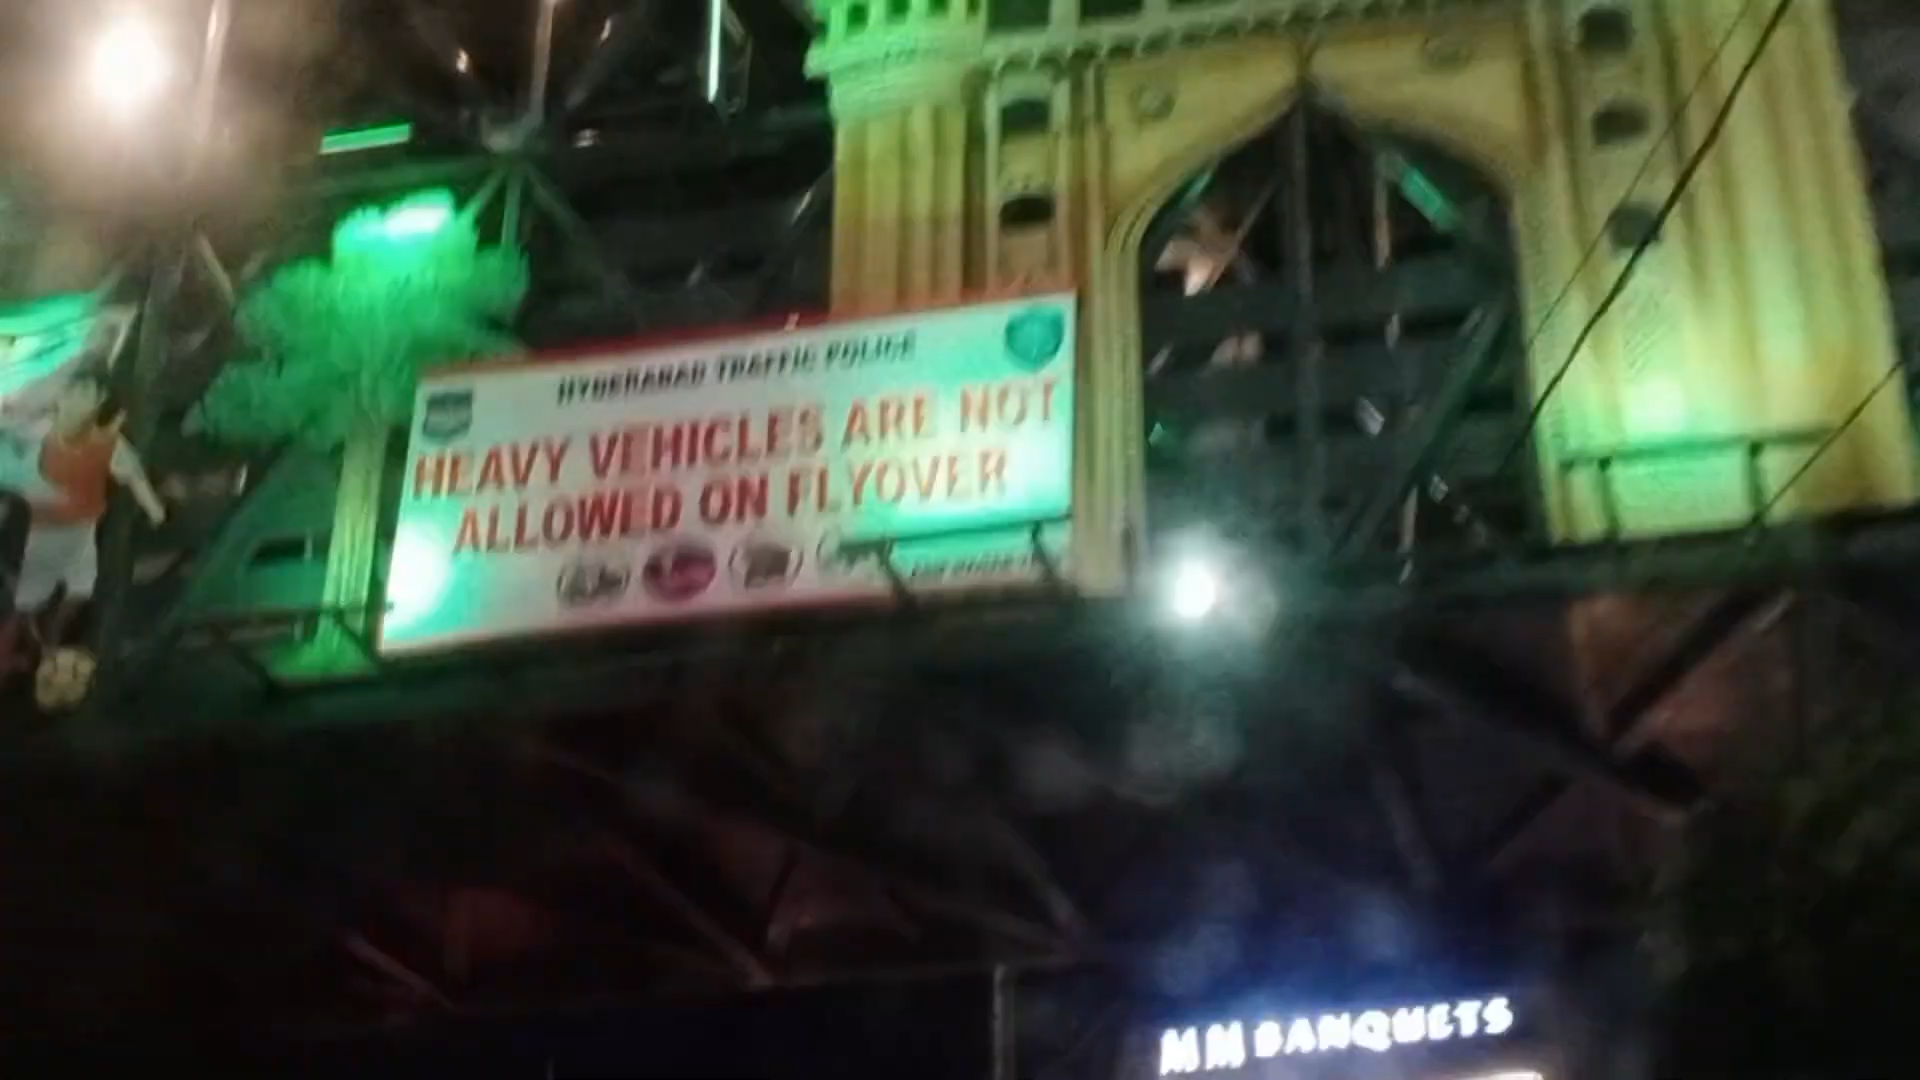 HYDERABAD TRAFFIC POLICE
HEAVY VEHICLES ARE NOT
ALLOWED ON FLYOVER
MM BANQUETS